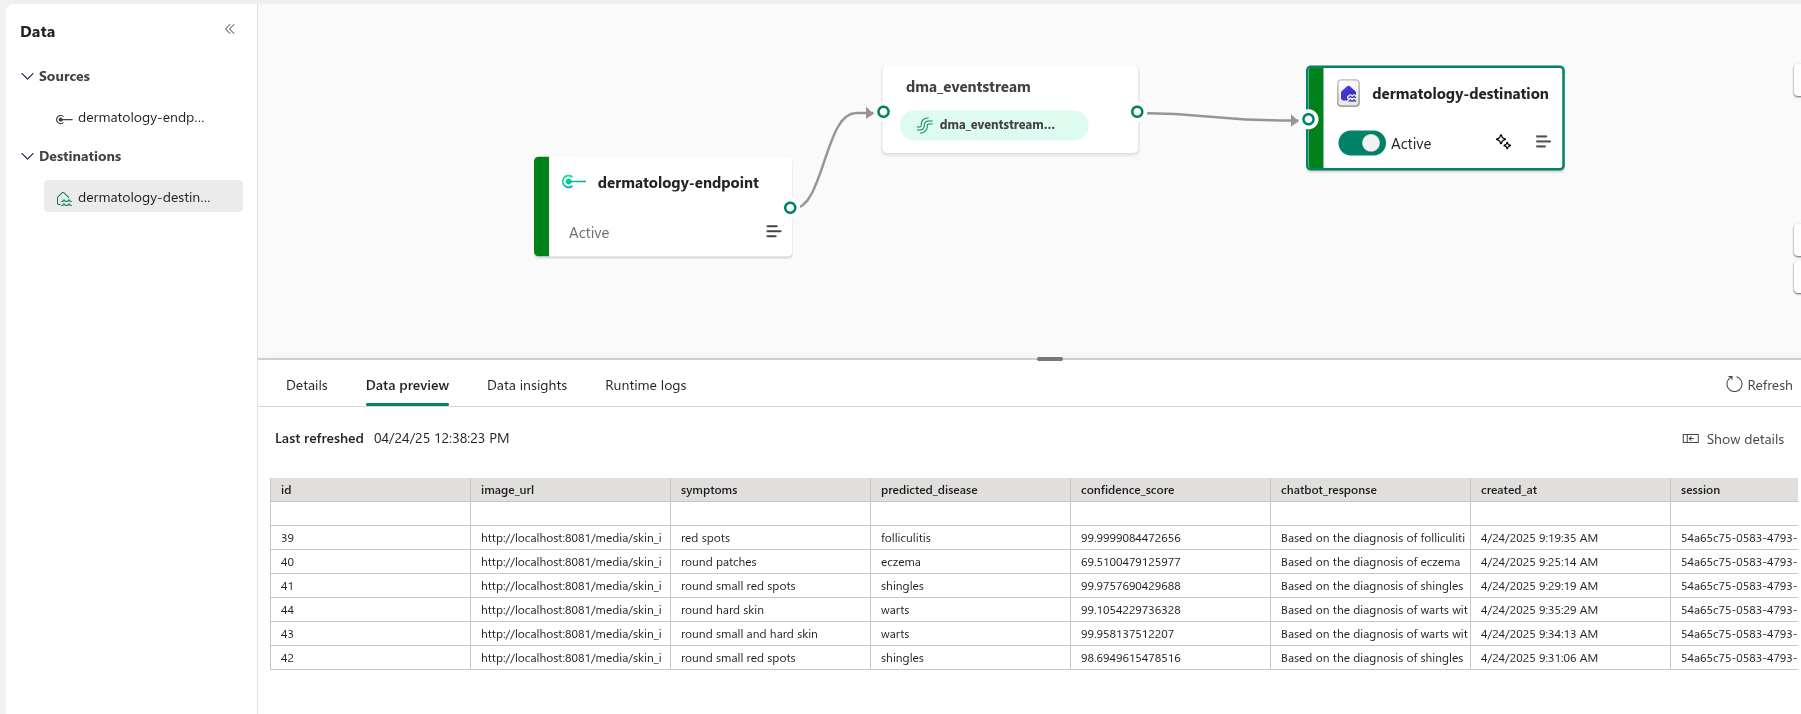 Data
Sources
dermatology-endp...
Destinations
dermatology-destin...
dma_eventstream
dma_eventstream...
dermatology-destination
Active
dermatology-endpoint
Active
Details Data preview Data insights Runtime logs Refresh
Last refreshed 04/24/25 12:38:23 PM Show details
id image_url symptoms predicted_disease confidence_score chatbot_response created_at session
39 http://localhost:8081/media/skin_i red spots folliculitis 99.9999084472656 Based on the diagnosis of folliculiti 4/24/2025 9:19:35 AM 54a65c75-0583-4793-
40 http://localhost:8081/media/skin_i round patches eczema 69.5100479125977 Based on the diagnosis of eczema 4/24/2025 9:25:14 AM 54a65c75-0583-4793-
41 http://localhost:8081/media/skin_i round small red spots shingles 99.9757690429688 Based on the diagnosis of shingles 4/24/2025 9:29:19 AM 54a65c75-0583-4793-
44 http://localhost:8081/media/skin_i round hard skin warts 99.1054229736328 Based on the diagnosis of warts wit 4/24/2025 9:35:29 AM 54a65c75-0583-4793-
43 http://localhost:8081/media/skin_i round small and hard skin warts 99.958137512207 Based on the diagnosis of warts wit 4/24/2025 9:34:13 AM 54a65c75-0583-4793-
42 http://localhost:8081/media/skin_i round small red spots shingles 98.6949615478516 Based on the diagnosis of shingles 4/24/2025 9:31:06 AM 54a65c75-0583-4793-